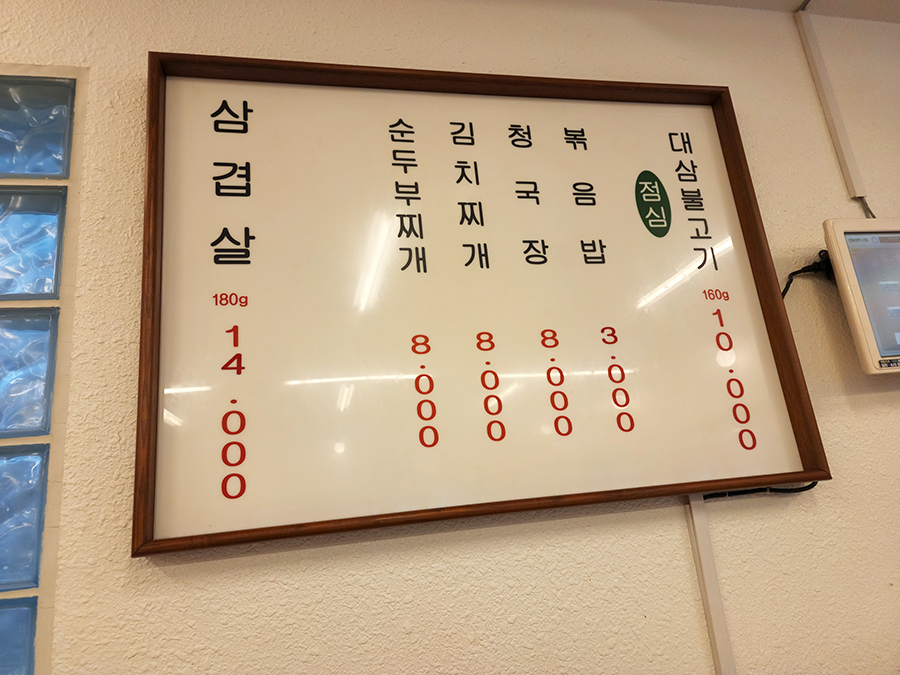 삼겹살 180g 14.000
순두부찌개 8.000
김치찌개 8.000
청국장 8.000
볶음밥 3.000
점심
대삼불고기 160g 10.000